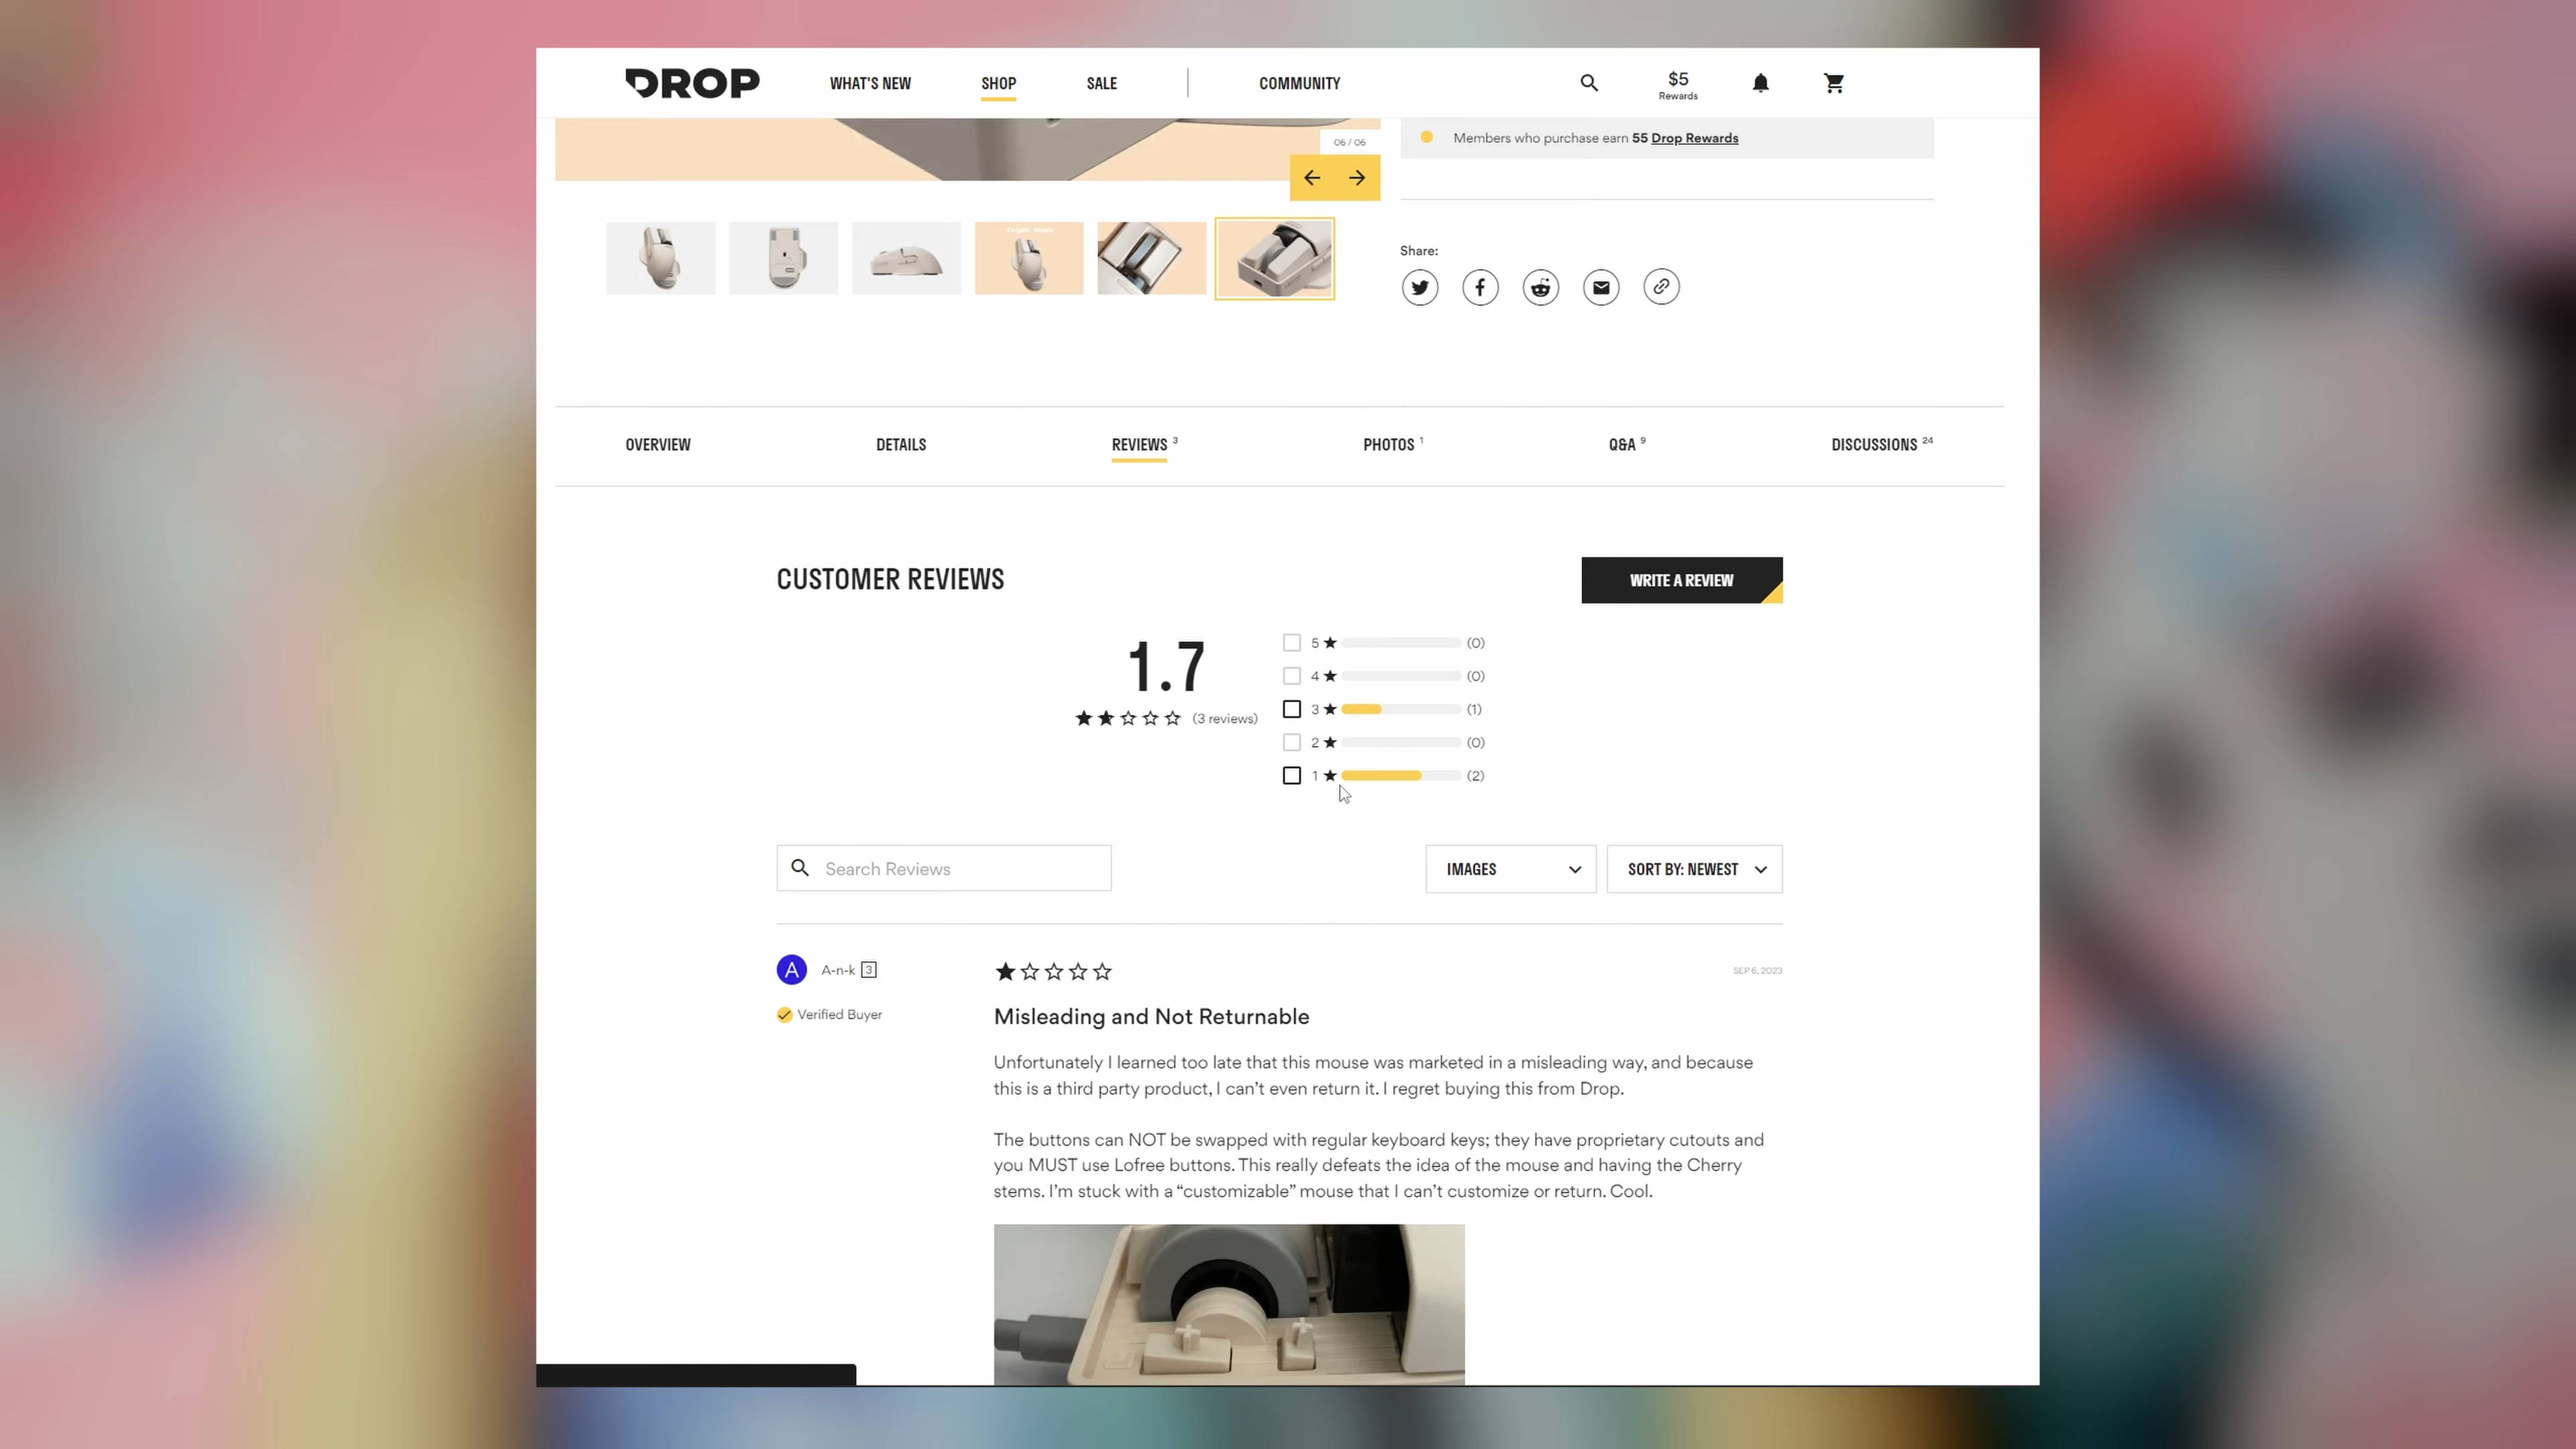 DROP
WHAT'S NEW
SHOP
SALE
COMMUNITY
$5
Rewards
06 / 06
Members who purchase earn 55 Drop Rewards
Share:
OVERVIEW
DETAILS
REVIEWS 3
PHOTOS 1
Q&A 9
DISCUSSIONS 24
CUSTOMER REVIEWS
WRITE A REVIEW
1.7
(3 reviews)
5 ★ (0)
4 ★ (0)
3 ★ (1)
2 ★ (0)
1 ★ (2)
Search Reviews
IMAGES
SORT BY: NEWEST
A
A-n-k 3
SEP 6, 2023
Verified Buyer
Misleading and Not Returnable
Unfortunately I learned too late that this mouse was marketed in a misleading way, and because
this is a third party product, I can't even return it. I regret buying this from Drop.
The buttons can NOT be swapped with regular keyboard keys; they have proprietary cutouts and
you MUST use Lofree buttons. This really defeats the idea of the mouse and having the Cherry
stems. I'm stuck with a “customizable” mouse that I can't customize or return. Cool.